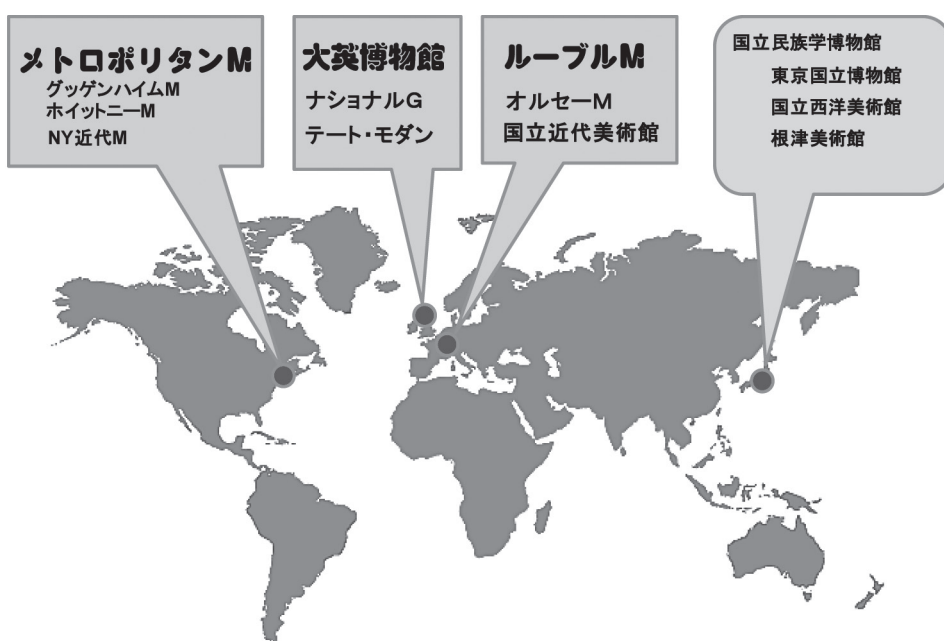 メトロポリタンM
グッゲンハイムM
ホイットニーM
NY近代M
大英博物館
ナショナルG
テート・モダン
ルーブルM
オルセーM
国立近代美術館
国立民族学博物館
東京国立博物館
国立西洋美術館
根津美術館